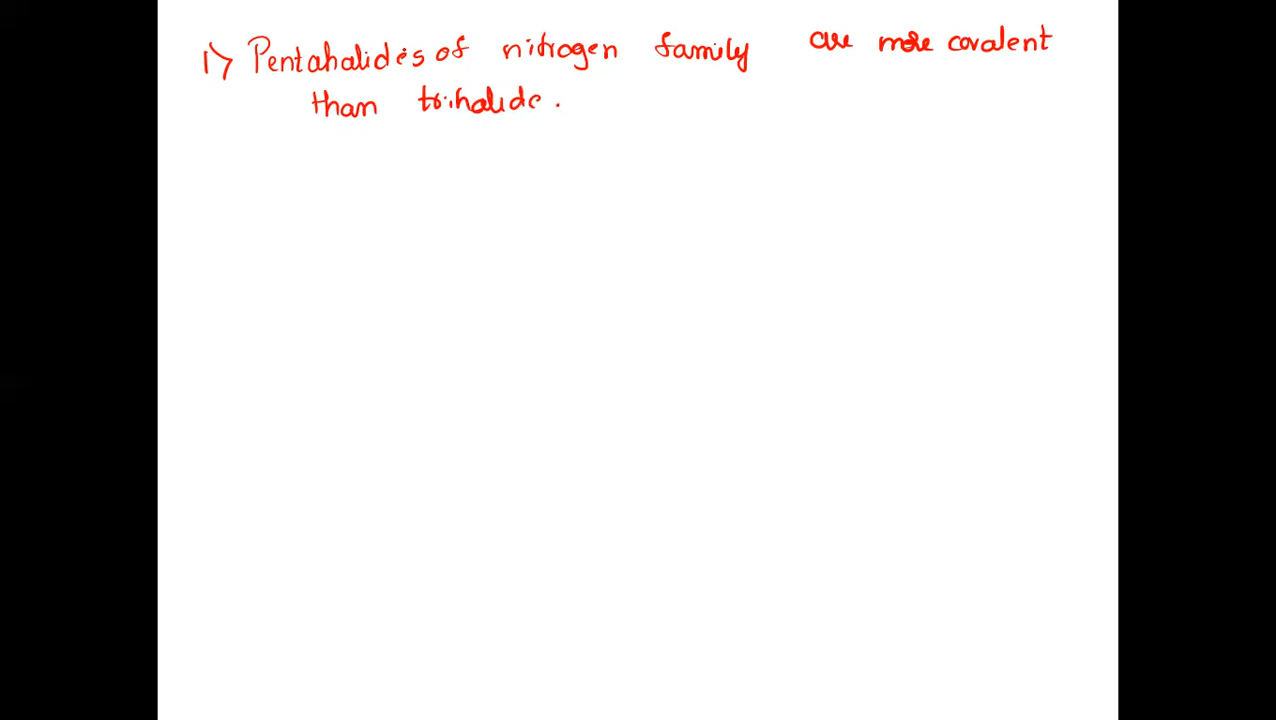 1> Pentahalides of nitrogen family are more covalent
than trihalide.